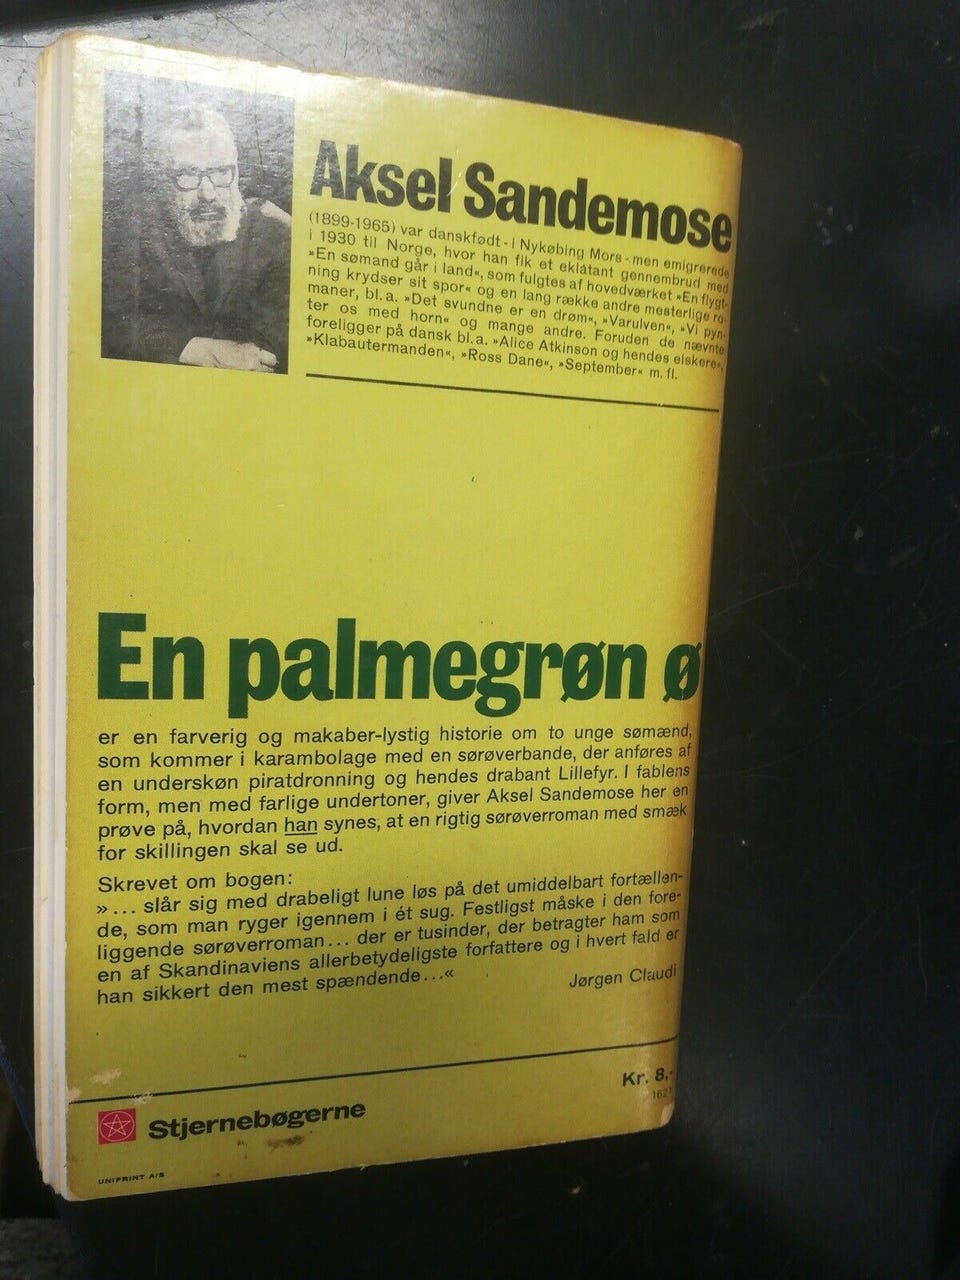 Aksel Sandemose
(1899-1965) var danskfødt - i Nykøbing Mors - men emigrerede
i 1930 til Norge, hvor han fik et eklatant gennembrud med
»En sømand går i land«, som fulgtes af hovedværket »En flygt-
ning krydser sit spor« og en lang række andre mesterlige ro-
maner, bl.a. »Det svundne er en drøm«, »Varulven«, »Vi pyn-
ter os med horn« og mange andre. Foruden de nævnte
foreligger på dansk bl.a. »Alice Atkinson og hendes elskere«,
»Klabautermanden«, »Ross Dane«, »September« m. fl.
En palmegrøn ø
er en farverig og makaber-lystig historie om to unge sømænd,
som kommer i karambolage med en sørøverbande, der anføres af
en underskøn piratdronning og hendes drabant Lillefyr. I fablens
form, men med farlige undertoner, giver Aksel Sandemose her en
prøve på, hvordan han synes, at en rigtig sørøverroman med smæk
for skillingen skal se ud.
Skrevet om bogen:
»... slår sig med drabeligt lune løs på det umiddelbart fortællen-
de, som man ryger igennem i ét sug. Festligst måske i den fore-
liggende sørøverroman... der er tusinder, der betragter ham som
en af Skandinaviens allerbetydeligste forfattere og i hvert fald er
han sikkert den mest spændende...«
Jørgen Claudi
Kr. 8,-
Stjernebøgerne
UNIPRINT A/S